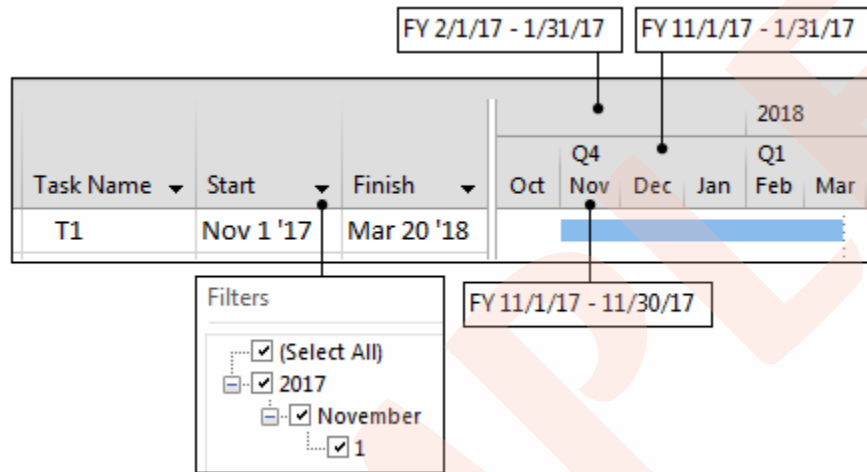 FY 2/1/17 - 1/31/17 FY 11/1/17 - 1/31/17
2018
Q4 Q1
Task Name Start Finish Oct Nov Dec Jan Feb Mar
T1 Nov 1 '17 Mar 20 '18
Filters
FY 11/1/17 - 11/30/17
(Select All)
2017
November
1